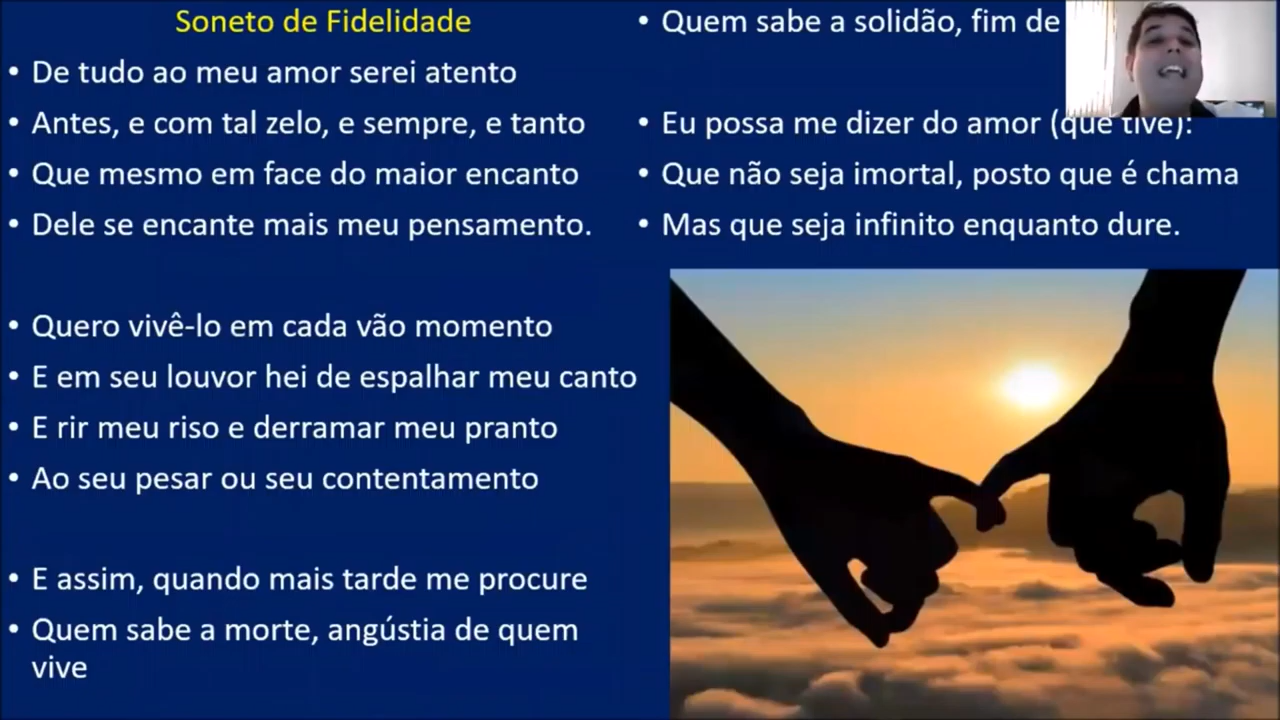 Soneto de Fidelidade
• De tudo ao meu amor serei atento
• Antes, e com tal zelo, e sempre, e tanto
• Que mesmo em face do maior encanto
• Dele se encante mais meu pensamento.
• Quero vivê-lo em cada vão momento
• E em seu louvor hei de espalhar meu canto
• E rir meu riso e derramar meu pranto
• Ao seu pesar ou seu contentamento
• E assim, quando mais tarde me procure
• Quem sabe a morte, angústia de quem
vive
• Quem sabe a solidão, fim de
• Eu possa me dizer do amor (que tive):
• Que não seja imortal, posto que é chama
• Mas que seja infinito enquanto dure.